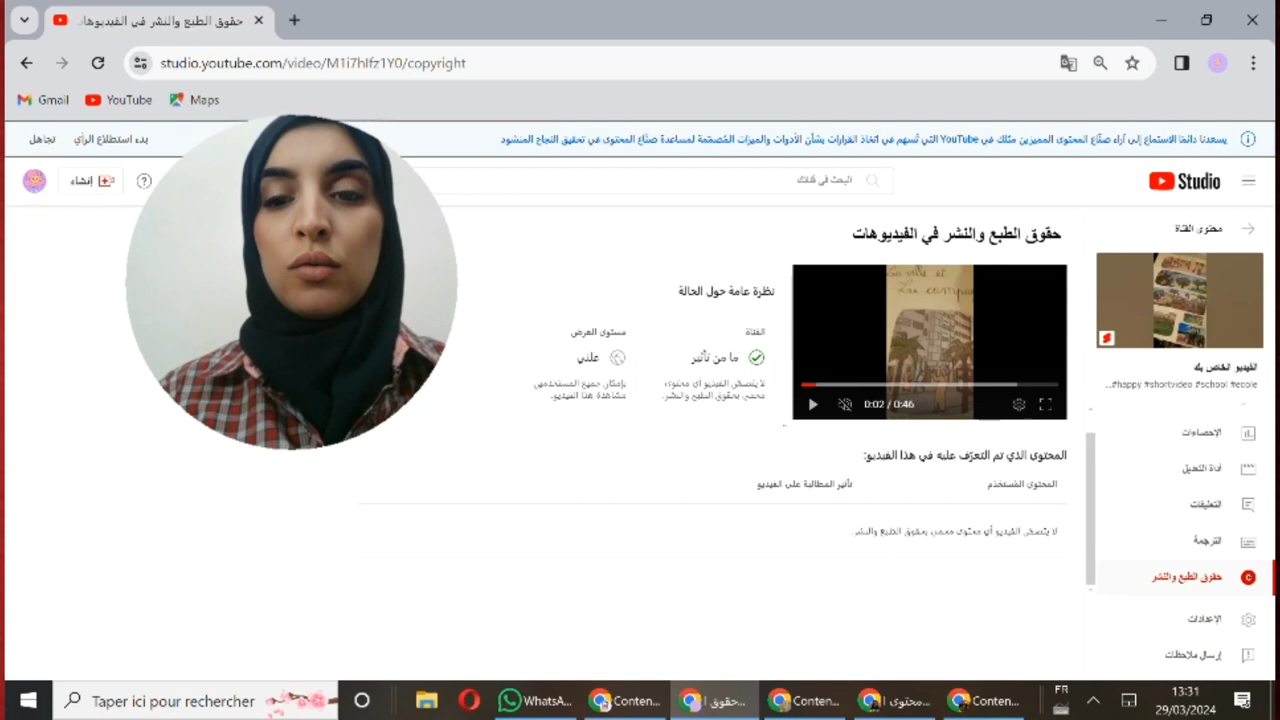 حقوق الطبع والنشر في الفيديوهات
studio.youtube.com/video/M1i7hIfz1Y0/copyright
Gmail
YouTube
Maps
يسعدنا دائمًا الاستماع إلى آراء صنّاع المحتوى المميزين مثلك في YouTube التي تُسهم في اتخاذ القرارات بشأن الأدوات والميزات المُصمّمة لمساعدة صنّاع المحتوى في تحقيق النجاح المنشود
بدء استطلاع الرأي
تجاهل
Studio
البحث في قناتك
إنشاء
محتوى القناة
الفيديو الخاص بك
#happy #shortvideo #school #ecole...
الإحصاءات
أداة التعديل
التعليقات
الترجمة
حقوق الطبع والنشر
الإعدادات
إرسال ملاحظات
حقوق الطبع والنشر في الفيديوهات
0:02 / 0:46
نظرة عامة حول الحالة
القناة
ما من تأثير
لا يتضمّن الفيديو أي محتوى
محمي بحقوق الطبع والنشر.
مستوى العرض
علني
بإمكان جميع المستخدمين
مشاهدة هذا الفيديو.
المحتوى الذي تم التعرّف عليه في هذا الفيديو:
المحتوى المُستخدَم
تأثير المطالبة على الفيديو
لا يتضمّن الفيديو أي محتوى محمي بحقوق الطبع والنشر
Taper ici pour rechercher
WhatsA...
Conten...
حقوق ا...
Conten...
محتوى ا...
Conten...
FR
13:31
29/03/2024